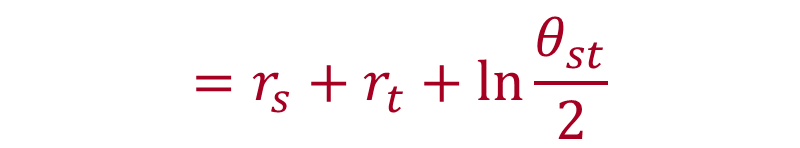 = r_s + r_t + ln θ_st/2